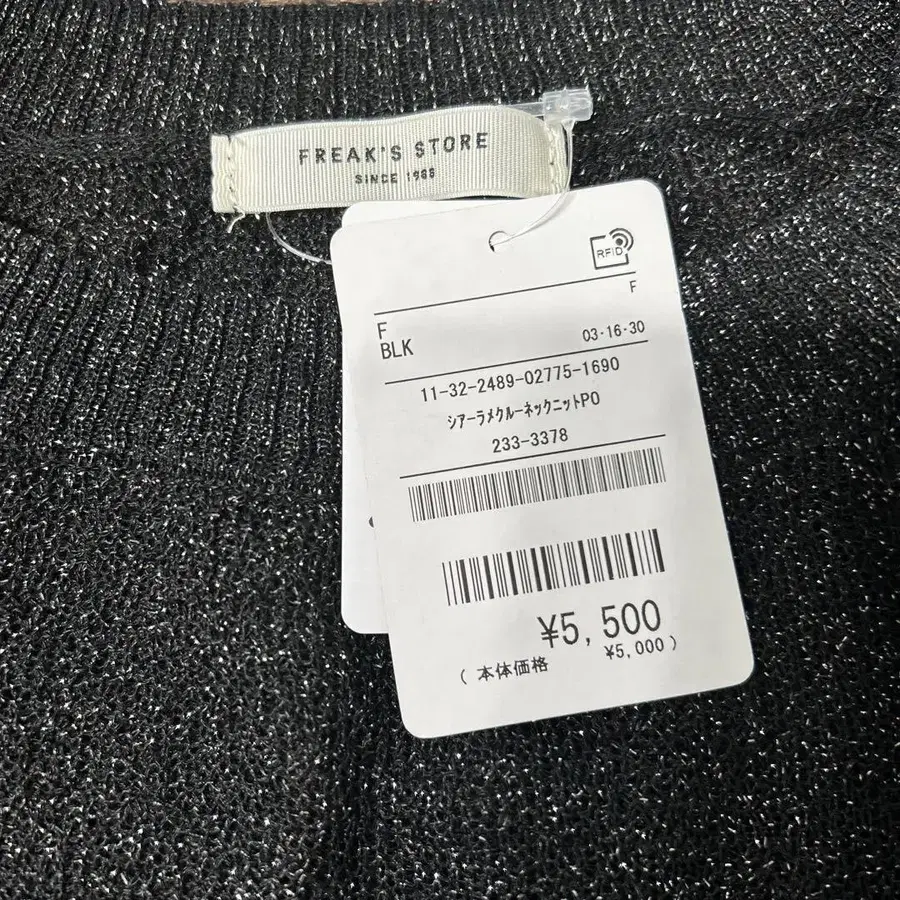 FREAK'S STORE
SINCE 1986
RFID
F
F
BLK
03・16・30
11-32-2489-02775-1690
シアーラメクルーネックニットPO
233-3378
¥5,500
( 本体価格 ¥5,000 )